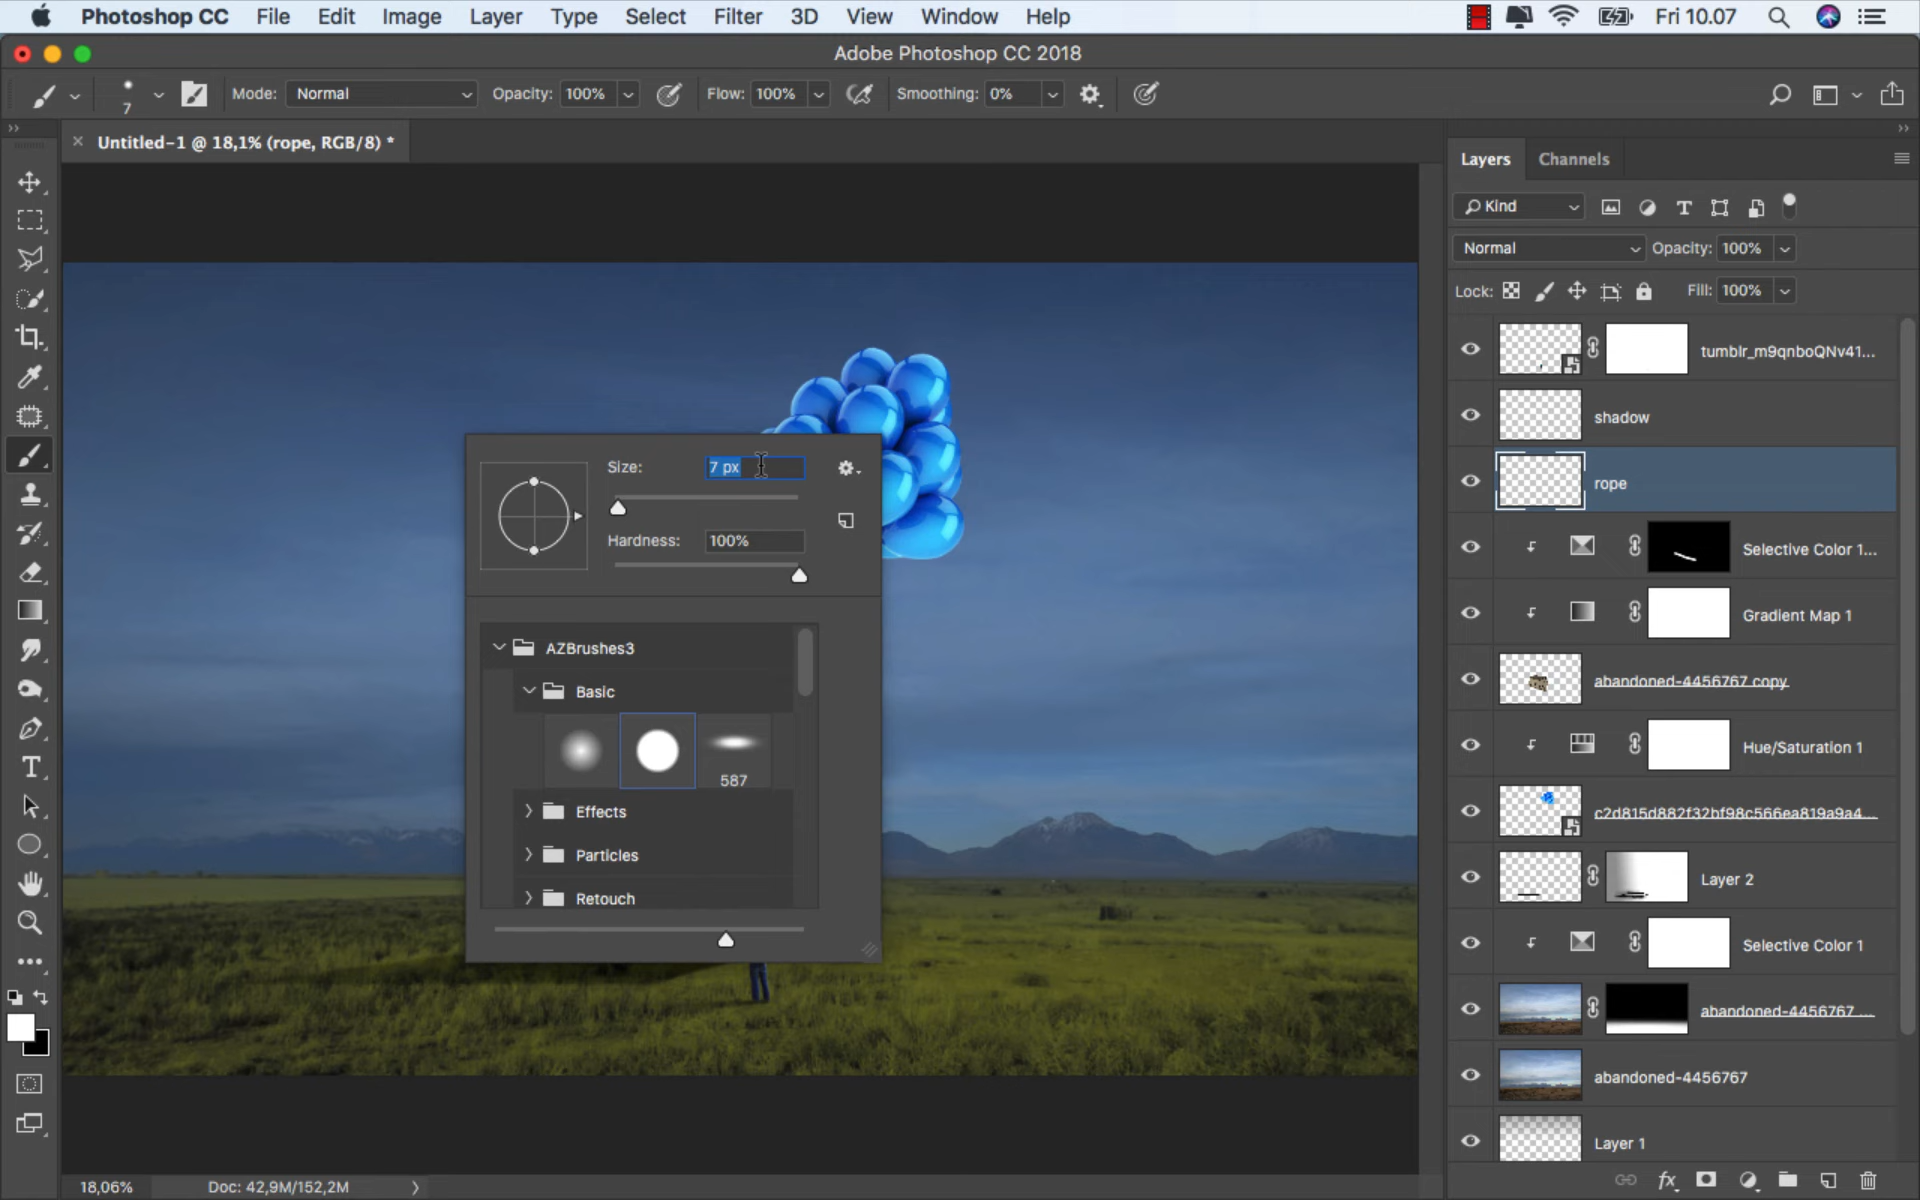 Photoshop CC File Edit Image Layer Type Select Filter 3D View Window Help Fri 10.07
Adobe Photoshop CC 2018
7 Mode: Normal Opacity: 100% Flow: 100% Smoothing: 0%
× Untitled-1 @ 18,1% (rope, RGB/8) *
Layers Channels
Kind
Normal Opacity: 100%
Lock: Fill: 100%
tumblr_m9qnboQNv41...
shadow
rope
Selective Color 1...
Gradient Map 1
abandoned-4456767 copy
Hue/Saturation 1
c2d815d882f32bf98c566ea819a9a4...
Layer 2
Selective Color 1
abandoned-4456767 ...
abandoned-4456767
Layer 1
Size: 7 px
Hardness: 100%
AZBrushes3
Basic
587
Effects
Particles
Retouch
18,06% Doc: 42,9M/152,2M